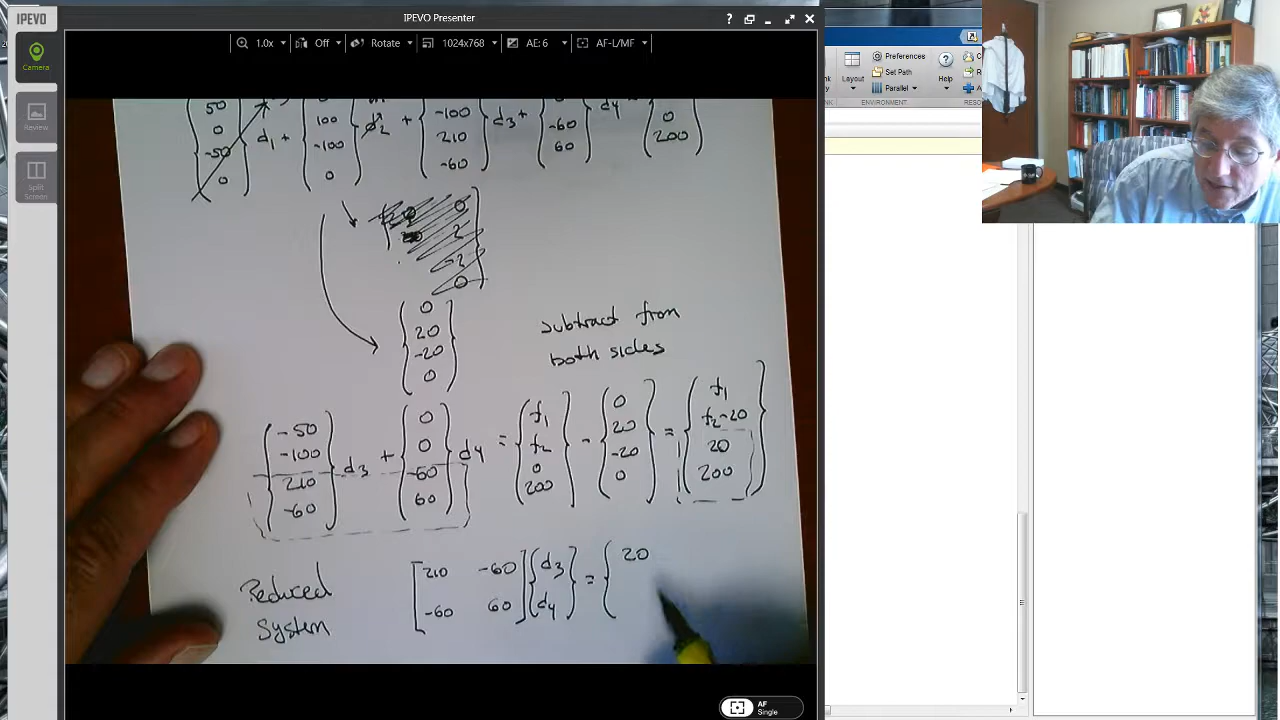 IPEVO
IPEVO Presenter
?
1.0x
Off
Rotate
1024x768
AE: 6
AF-L/MF
Camera
Review
Split
Screen
Layout
Preferences
Set Path
Parallel
Help
ENVIRONMENT
50
0
-50
0
d1 +
100
-100
0
d2 +
-100
210
-60
d3 +
-60
60
d4
0
200
0
2
-2
0
0
20
-20
0
subtract from
both sides
-50
-100
210
-60
d3 +
0
0
-60
60
d4 =
f1
f2
0
200
-
0
20
-20
0
=
f1
f2-20
20
200
Reduced
System
210 -60
-60 60
d3
d4
=
20
AF
Single